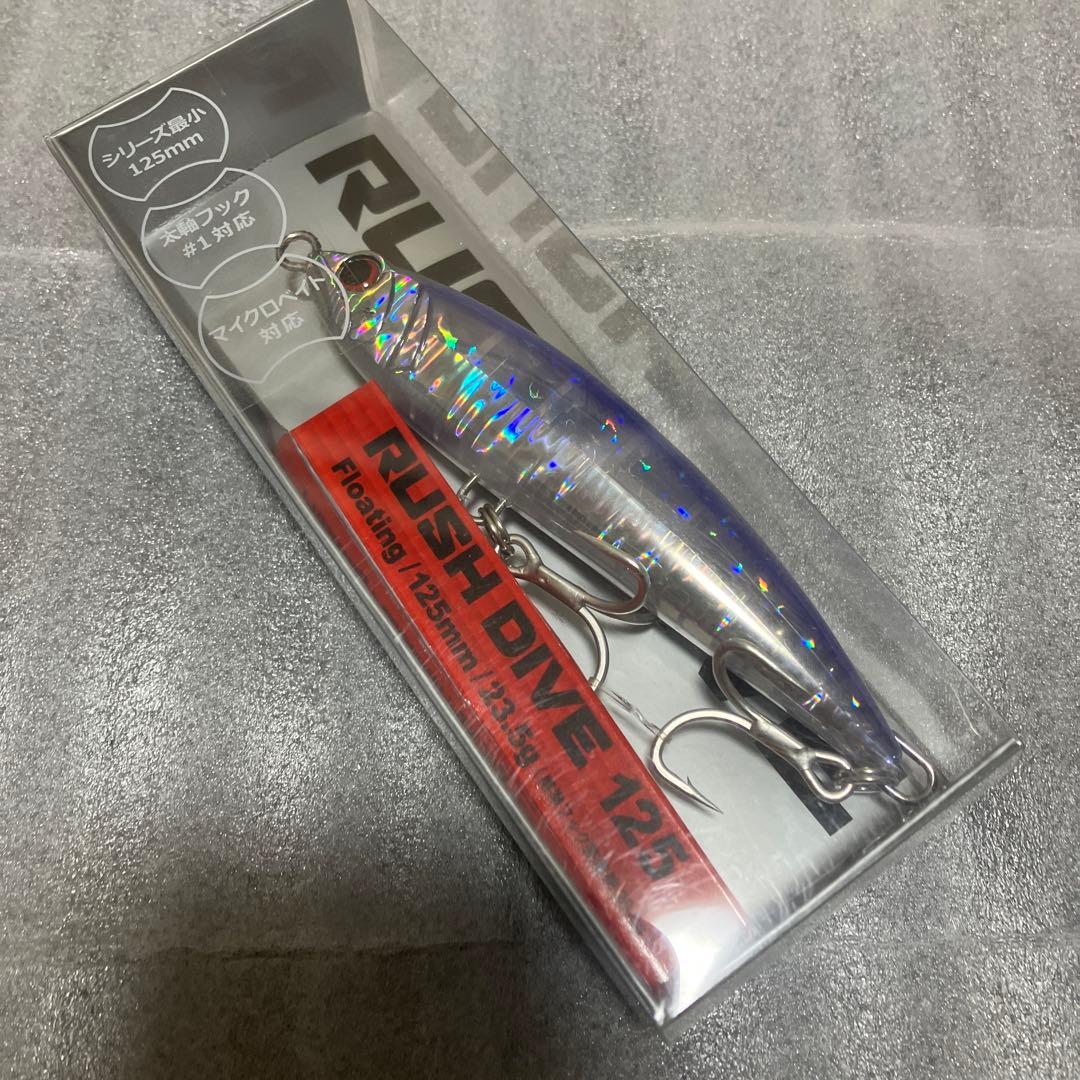 シリーズ最小
125mm
太軸フック
#1対応
マイクロベイト
対応
RUSH DIVE 125
Floating / 125mm / 23.5g